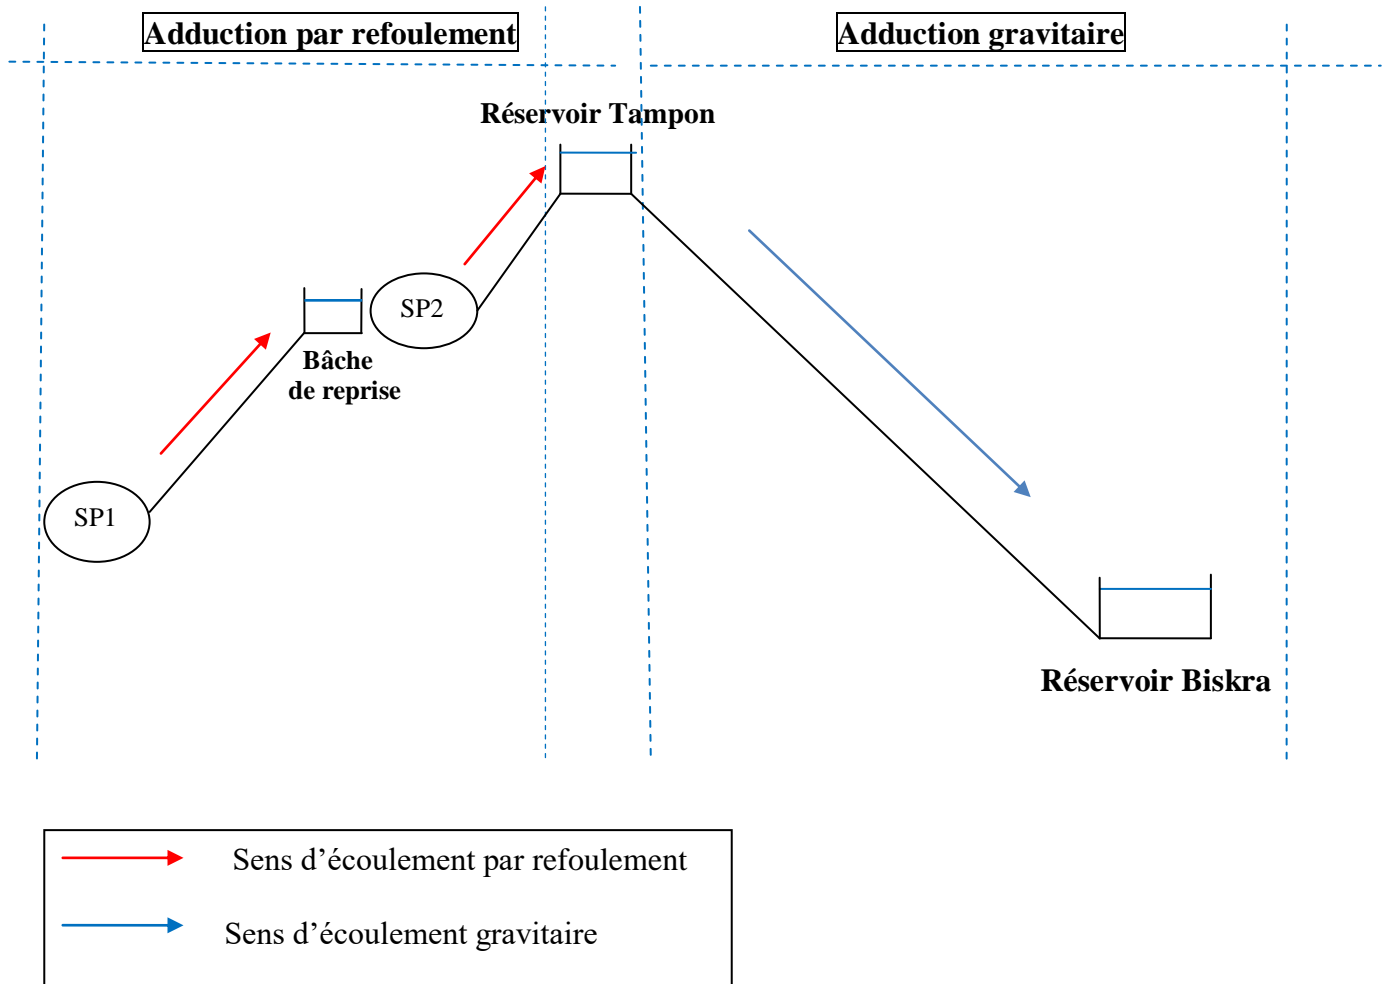 Adduction par refoulement
Adduction gravitaire
Réservoir Tampon
SP2
Bâche
de reprise
SP1
Réservoir Biskra
Sens d’écoulement par refoulement
Sens d’écoulement gravitaire